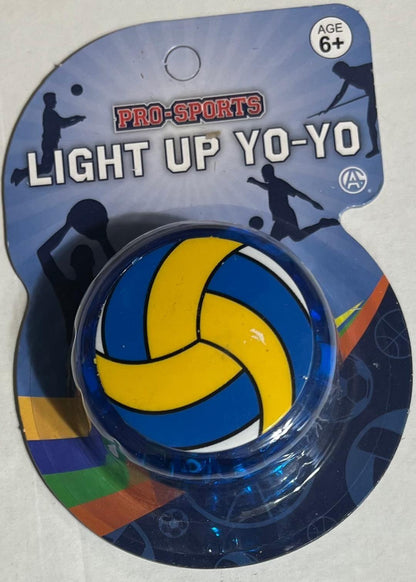 AGE
6+
PRO-SPORTS
LIGHT UP YO-YO
A
®